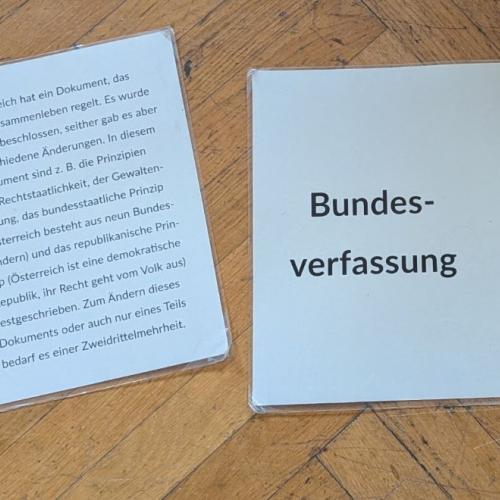 eich hat ein Dokument, das
sammenleben regelt. Es wurde
beschlossen, seither gab es aber
hiedene Änderungen. In diesem
ument sind z. B. die Prinzipien
Rechtstaatlichkeit, der Gewalten-
ung, das bundesstaatliche Prinzip
sterreich besteht aus neun Bundes-
ndern) und das republikanische Prin-
p (Österreich ist eine demokratische
epublik, ihr Recht geht vom Volk aus)
estgeschrieben. Zum Ändern dieses
Dokuments oder auch nur eines Teils
bedarf es einer Zweidrittelmehrheit.
Bundes-
verfassung